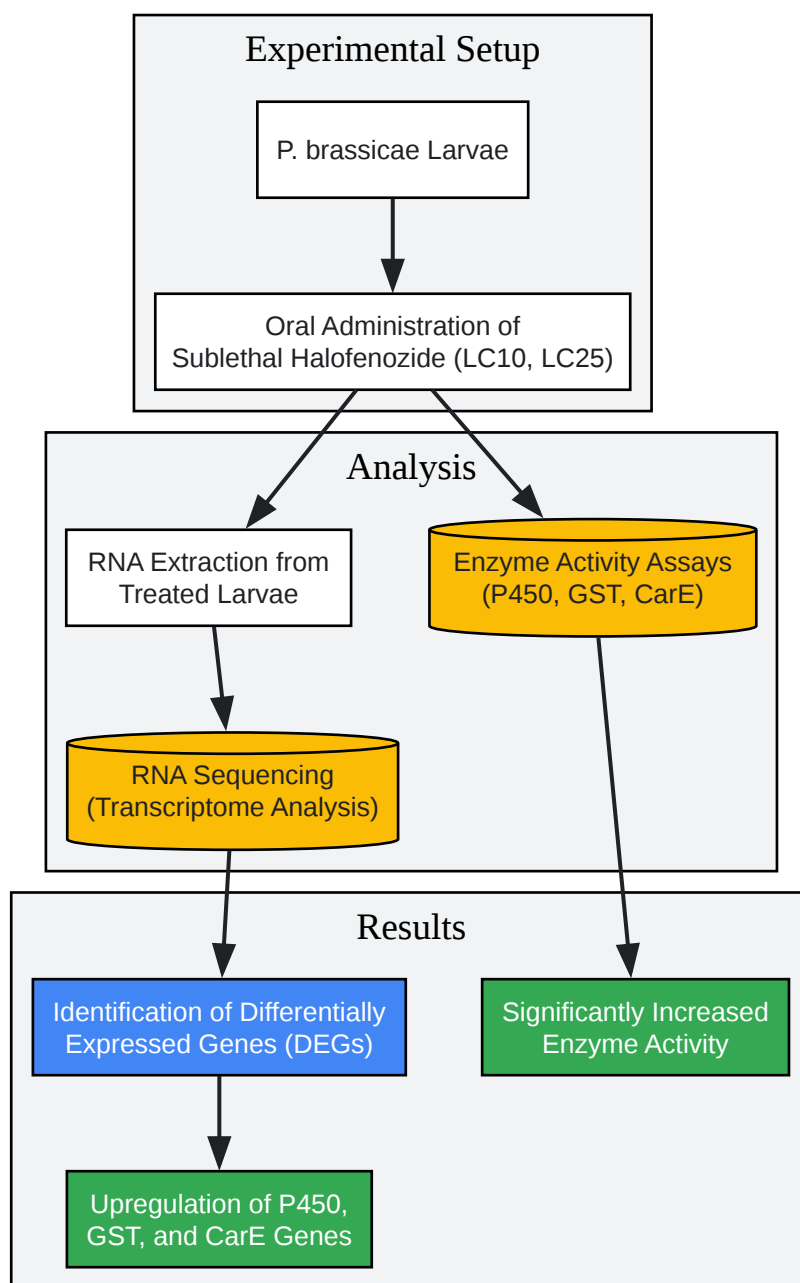 Experimental Setup
P. brassicae Larvae
Oral Administration of
Sublethal Halofenozide (LC10, LC25)
Analysis
RNA Extraction from
Treated Larvae
Enzyme Activity Assays
(P450, GST, CarE)
RNA Sequencing
(Transcriptome Analysis)
Results
Identification of Differentially
Expressed Genes (DEGs)
Significantly Increased
Enzyme Activity
Upregulation of P450,
GST, and CarE Genes